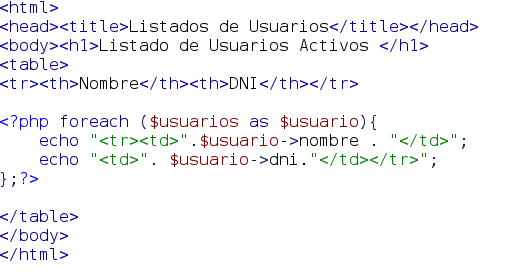 <html>
<head><title>Listados de Usuarios</title></head>
<body><h1>Listado de Usuarios Activos </h1>
<table>
<tr><th>Nombre</th><th>DNI</th></tr>
<?php foreach ($usuarios as $usuario){
    echo "<tr><td>".$usuario->nombre . "</td>";
    echo "<td>". $usuario->dni."</td></tr>";
};?>
</table>
</body>
</html>